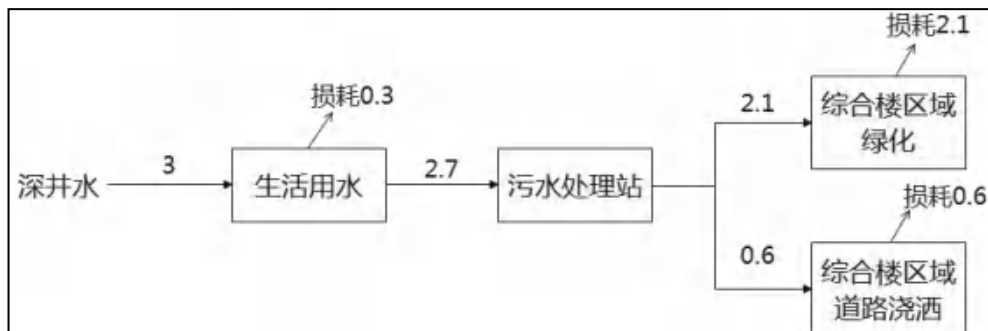 损耗2.1
损耗0.3
2.1
综合楼区域
绿化
深井水
3
生活用水
2.7
污水处理站
损耗0.6
0.6
综合楼区域
道路浇洒